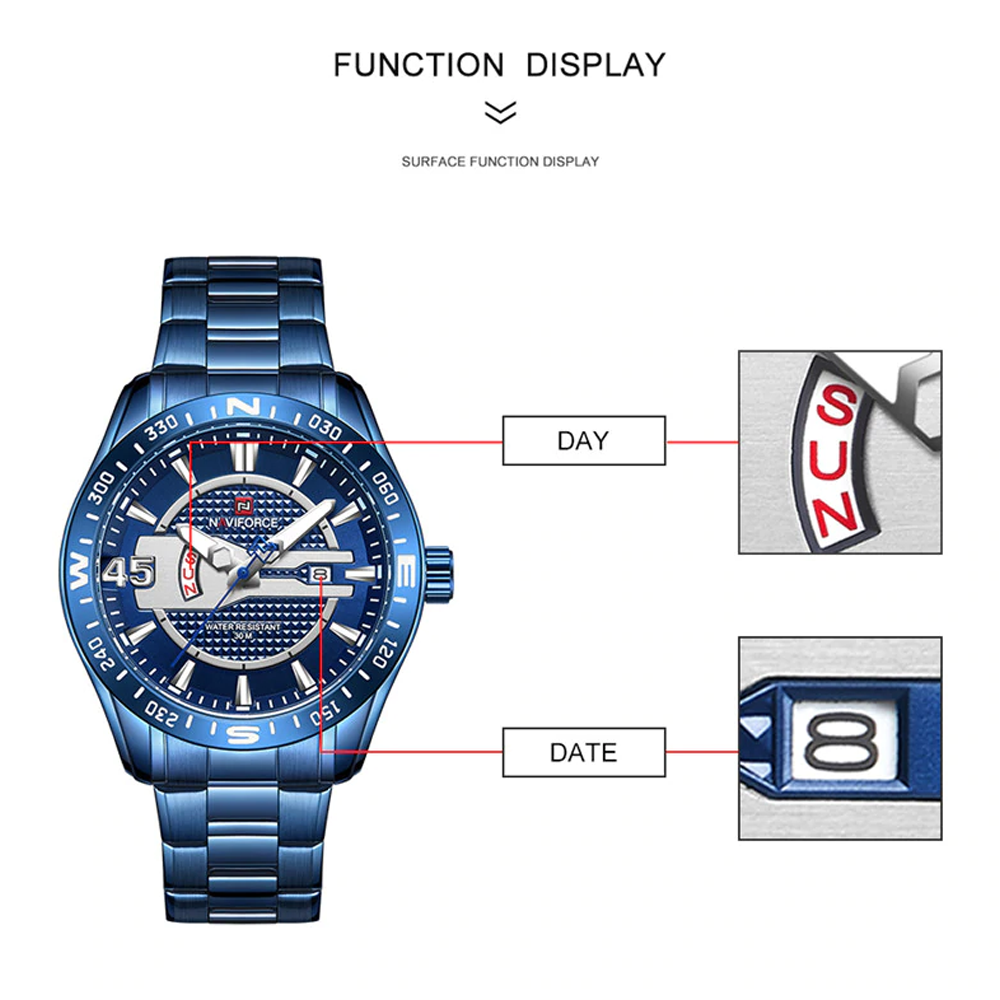 FUNCTION DISPLAY
SURFACE FUNCTION DISPLAY
N
030
060
E
120
150
S
230
240
W
300
330
NAVIFORCE
45
SUN
8
WATER RESISTANT
30 M
DAY
SUN
DATE
8